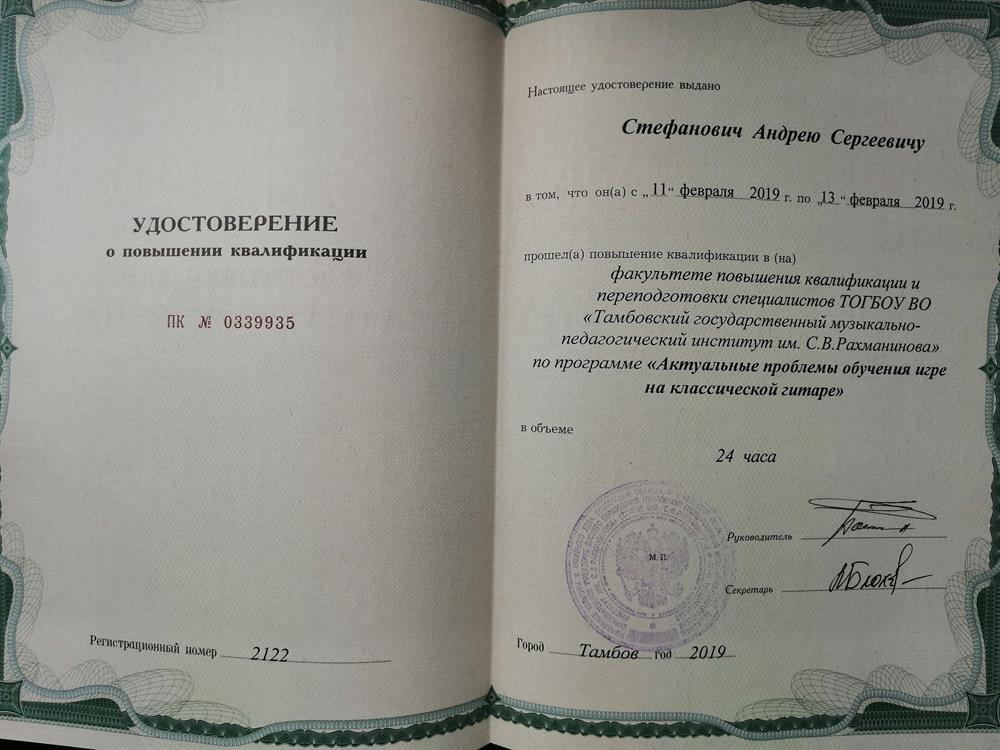 УДОСТОВЕРЕНИЕ
о повышении квалификации
ПК № 0339935
Регистрационный номер 2122
Настоящее удостоверение выдано
Стефанович Андрею Сергеевичу
в том, что он(а) с „11“ февраля 2019 г. по „13“ февраля 2019 г.
прошел(а) повышение квалификации в (на)
факультете повышения квалификации и
переподготовки специалистов ТОГБОУ ВО
«Тамбовский государственный музыкально-
педагогический институт им. С.В.Рахманинова»
по программе «Актуальные проблемы обучения игре
на классической гитаре»
в объеме
24 часа
М. П.
Руководитель
Секретарь
Город Тамбов год 2019